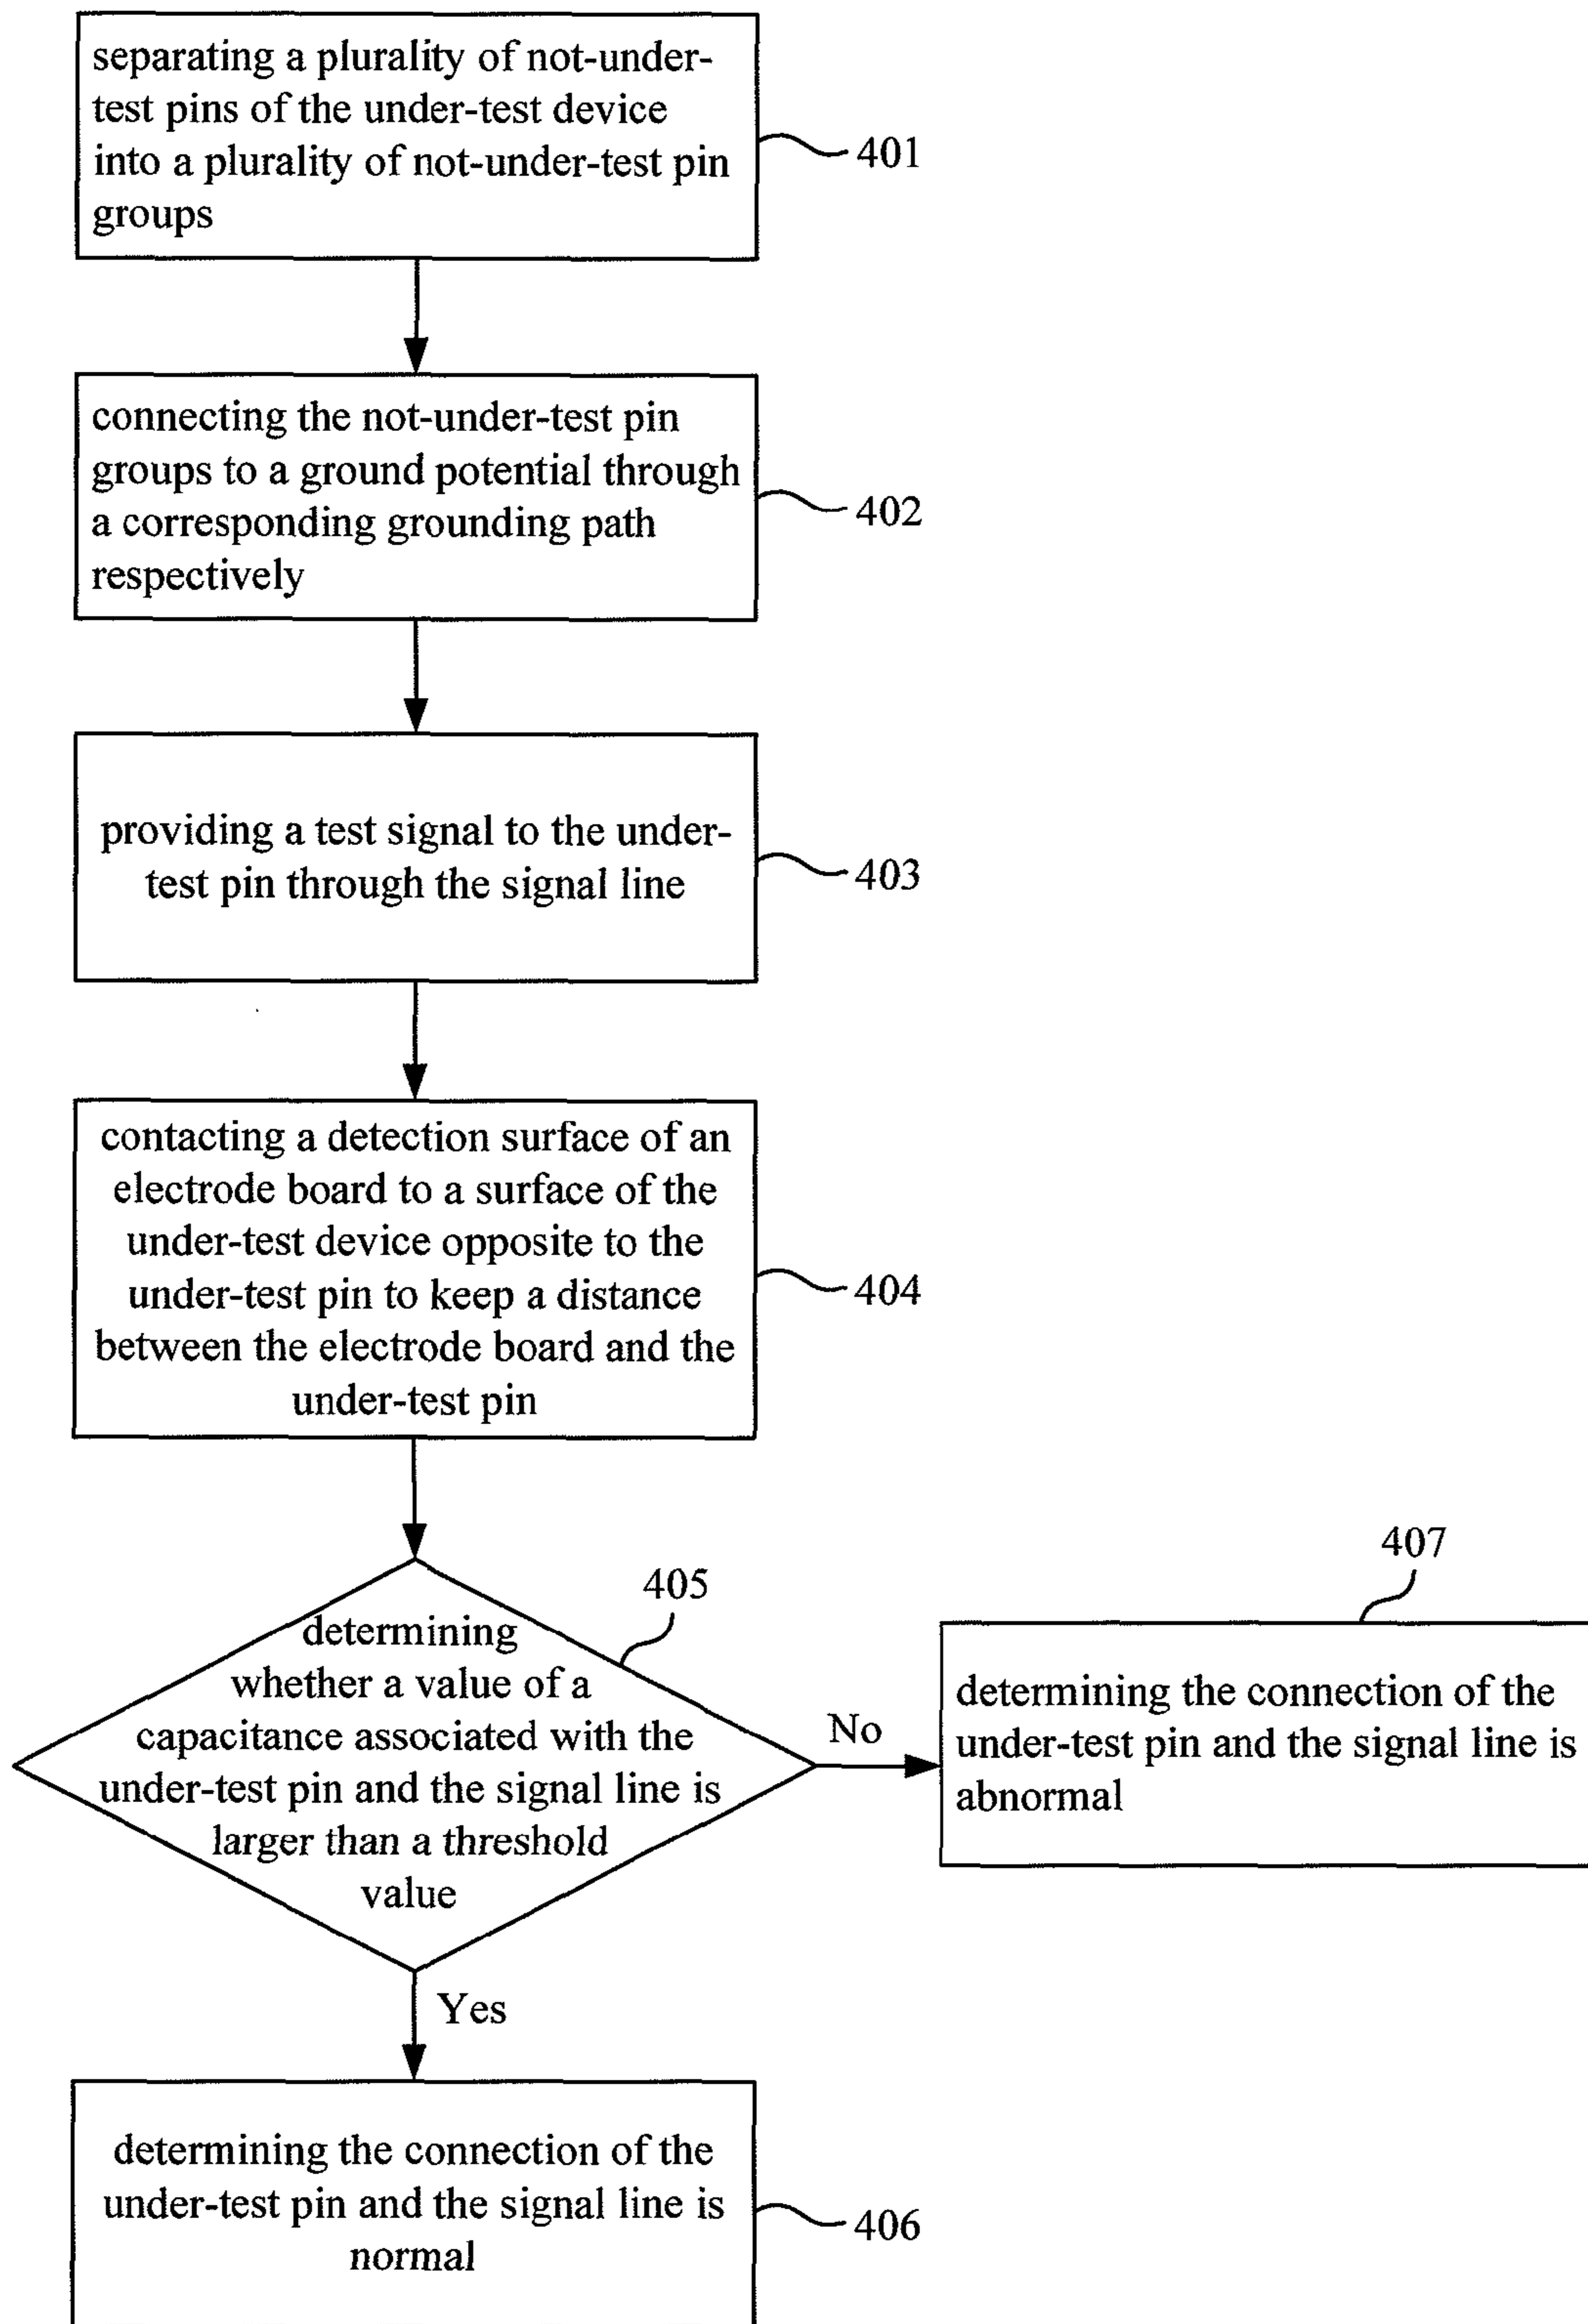 separating a plurality of not-under-
test pins of the under-test device
into a plurality of not-under-test pin
groups
401
connecting the not-under-test pin
groups to a ground potential through
a corresponding grounding path
respectively
402
providing a test signal to the under-
test pin through the signal line
403
contacting a detection surface of an
electrode board to a surface of the
under-test device opposite to the
under-test pin to keep a distance
between the electrode board and the
under-test pin
404
determining
whether a value of a
capacitance associated with the
under-test pin and the signal line is
larger than a threshold
value
405
No
407
determining the connection of the
under-test pin and the signal line is
abnormal
Yes
determining the connection of the
under-test pin and the signal line is
normal
406